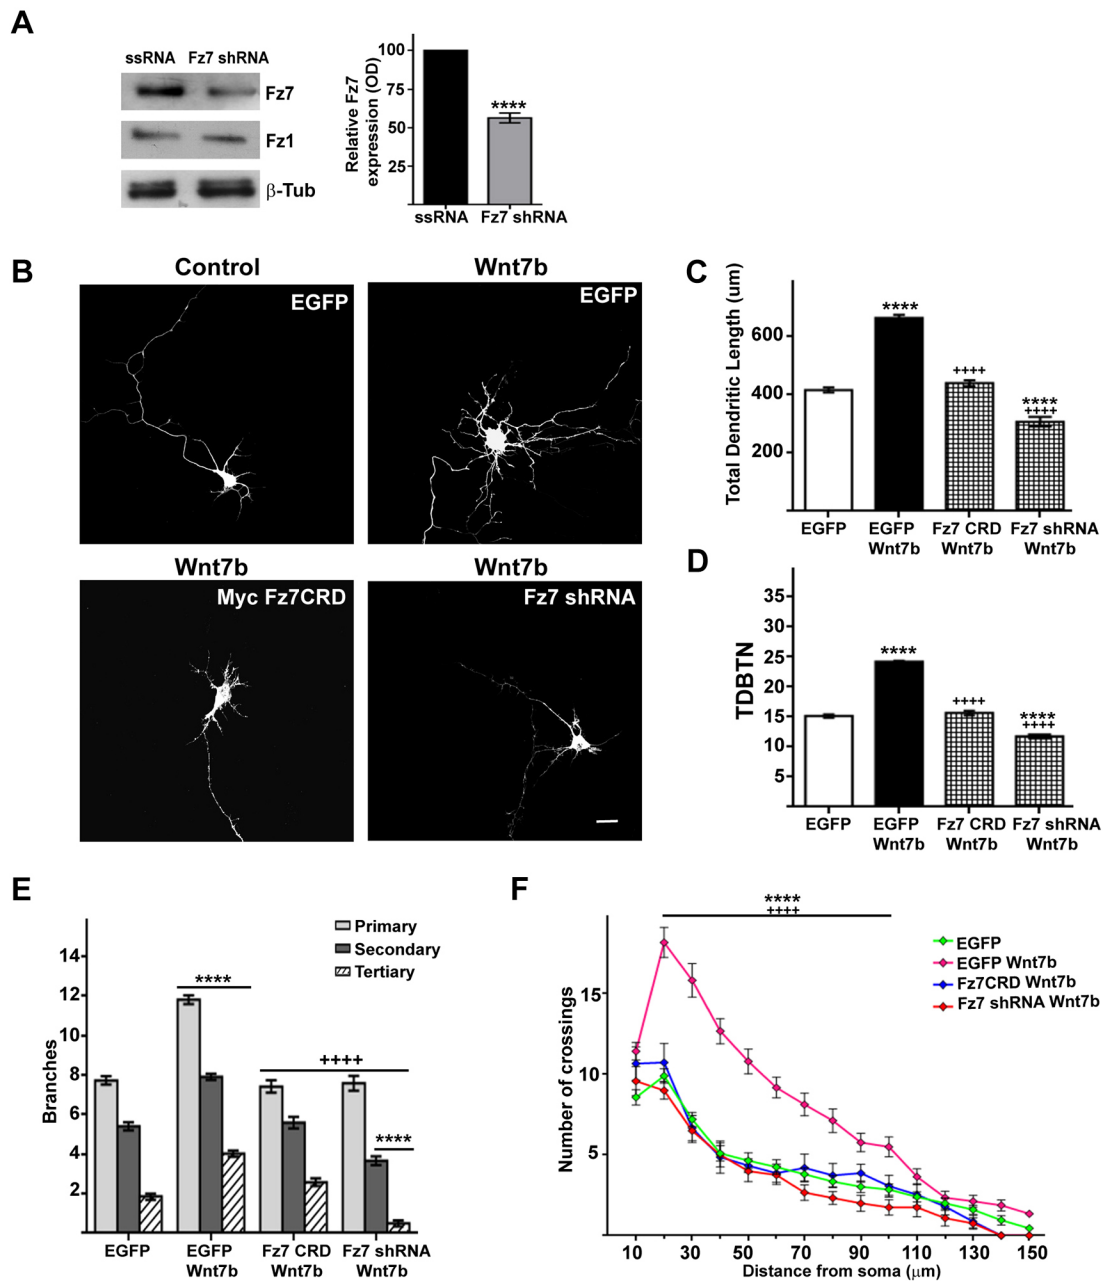 A
ssRNA Fz7 shRNA
Fz7
Fz1
β-Tub
Relative Fz7
expression (OD)
100
75
50
25
****
ssRNA Fz7 shRNA
B
Control
EGFP
Wnt7b
EGFP
Wnt7b
Myc Fz7CRD
Wnt7b
Fz7 shRNA
C
Total Dendritic Length (um)
600
400
200
****
++++
****
++++
EGFP
EGFP
Wnt7b
Fz7 CRD
Wnt7b
Fz7 shRNA
Wnt7b
D
TDBTN
35
30
25
20
15
10
5
****
++++
****
++++
EGFP
EGFP
Wnt7b
Fz7 CRD
Wnt7b
Fz7 shRNA
Wnt7b
E
Branches
14
12
10
8
6
4
2
Primary
Secondary
Tertiary
****
++++
****
EGFP
EGFP
Wnt7b
Fz7 CRD
Wnt7b
Fz7 shRNA
Wnt7b
F
Number of crossings
15
10
5
****
++++
EGFP
EGFP Wnt7b
Fz7CRD Wnt7b
Fz7 shRNA Wnt7b
10 30 50 70 90 110 130 150
Distance from soma (μm)